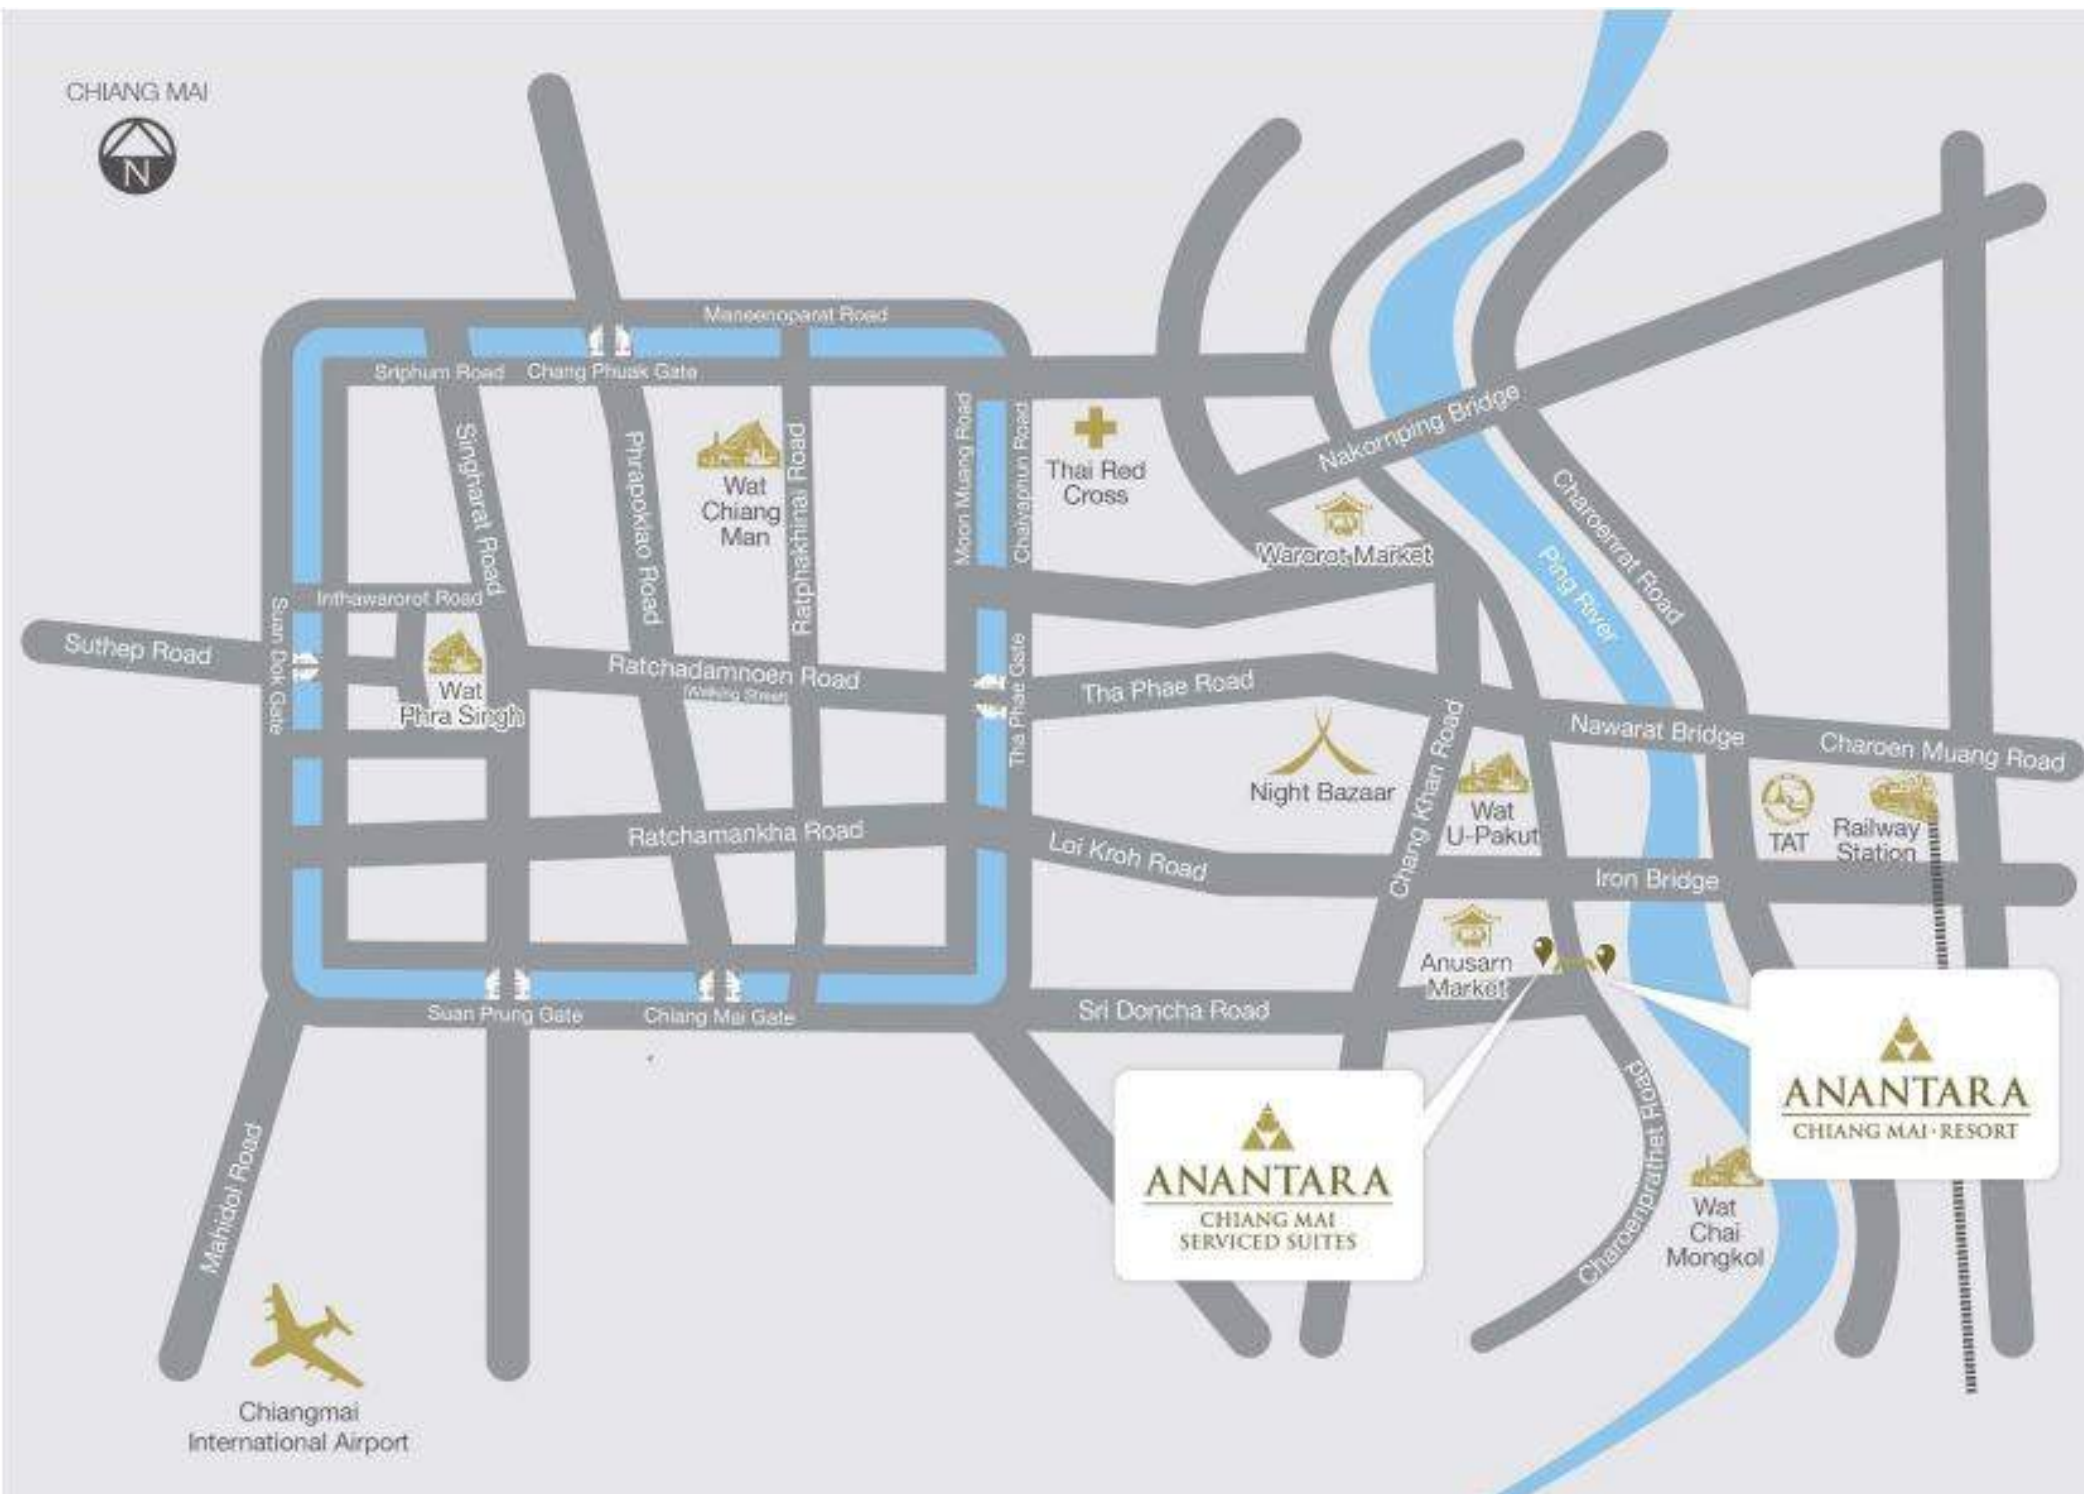 CHIANG MAI
N
Maneenoparat Road
Sriphum Road
Chang Phuak Gate
Singharat Road
Phrapoklao Road
Wat
Chiang
Man
Ratphakhinai Road
Moon Muang Road
Chaiyaphun Road
Thai Red
Cross
Nakornping Bridge
Warorot Market
Charoenrat Road
Ping River
Inthawarorot Road
Suthep Road
Suan Dok Gate
Wat
Phra Singh
Ratchadamnoen Road
(Walking Street)
Tha Phae Gate
Tha Phae Road
Nawarat Bridge
Charoen Muang Road
Night Bazaar
Chang Khan Road
Wat
U-Pakut
TAT
Railway
Station
Ratchamankha Road
Loi Kroh Road
Iron Bridge
Anusarn
Market
Suan Prung Gate
Chiang Mai Gate
Sri Doncha Road
Mahidol Road
Charoenprathet Road
ANANTARA
CHIANG MAI
SERVICED SUITES
ANANTARA
CHIANG MAI·RESORT
Wat
Chai
Mongkol
Chiangmai
International Airport